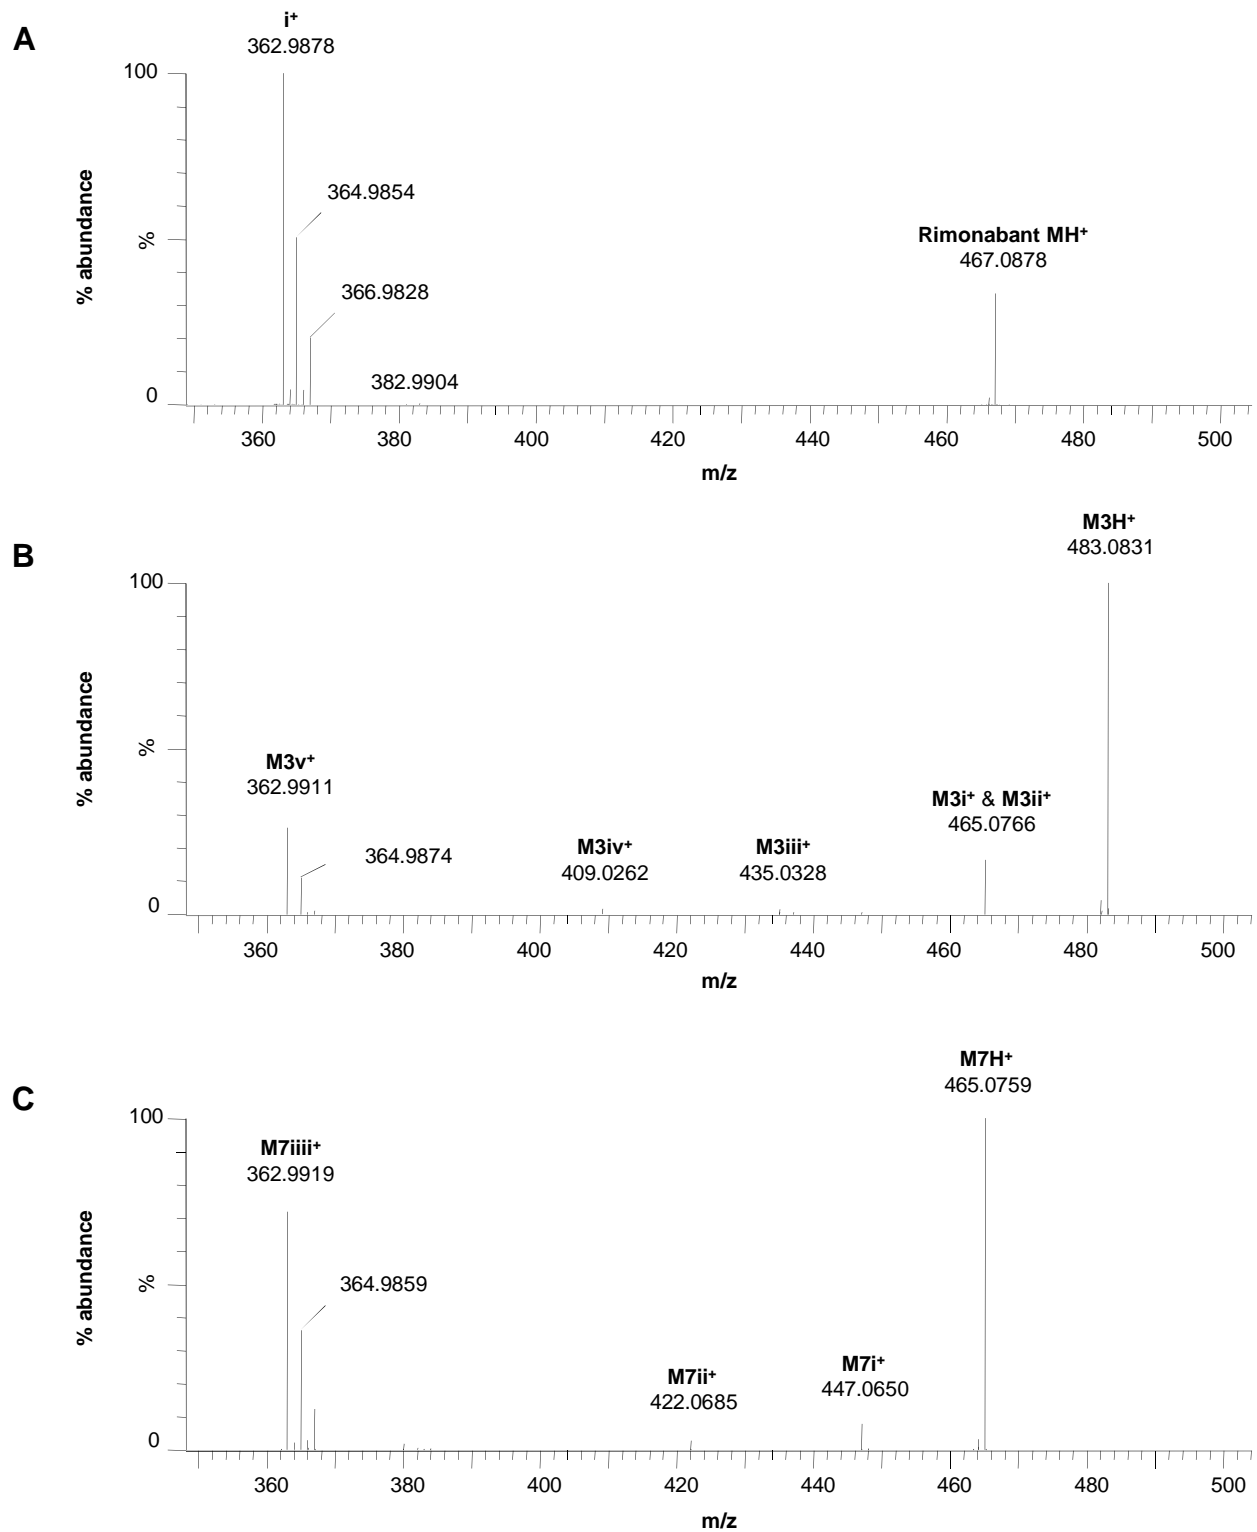 A
i⁺
362.9878
100
364.9854
366.9828
Rimonabant MH⁺
467.0878
% abundance
%
382.9904
0
360 380 400 420 440 460 480 500
m/z
B
M3H⁺
483.0831
100
M3v⁺
362.9911
% abundance
%
M3i⁺ & M3ii⁺
465.0766
M3iv⁺
409.0262
M3iii⁺
435.0328
364.9874
0
360 380 400 420 440 460 480 500
m/z
C
M7H⁺
465.0759
100
M7iiii⁺
362.9919
% abundance
%
364.9859
M7ii⁺
422.0685
M7i⁺
447.0650
0
360 380 400 420 440 460 480 500
m/z